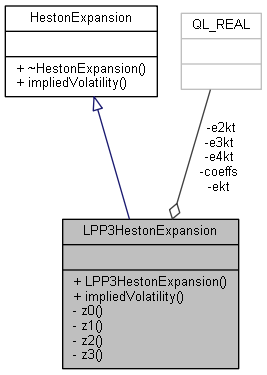 HestonExpansion
+ ~HestonExpansion()
+ impliedVolatility()
QL_REAL
-e2kt
-e3kt
-e4kt
-coeffs
-ekt
LPP3HestonExpansion
+ LPP3HestonExpansion()
+ impliedVolatility()
- z0()
- z1()
- z2()
- z3()